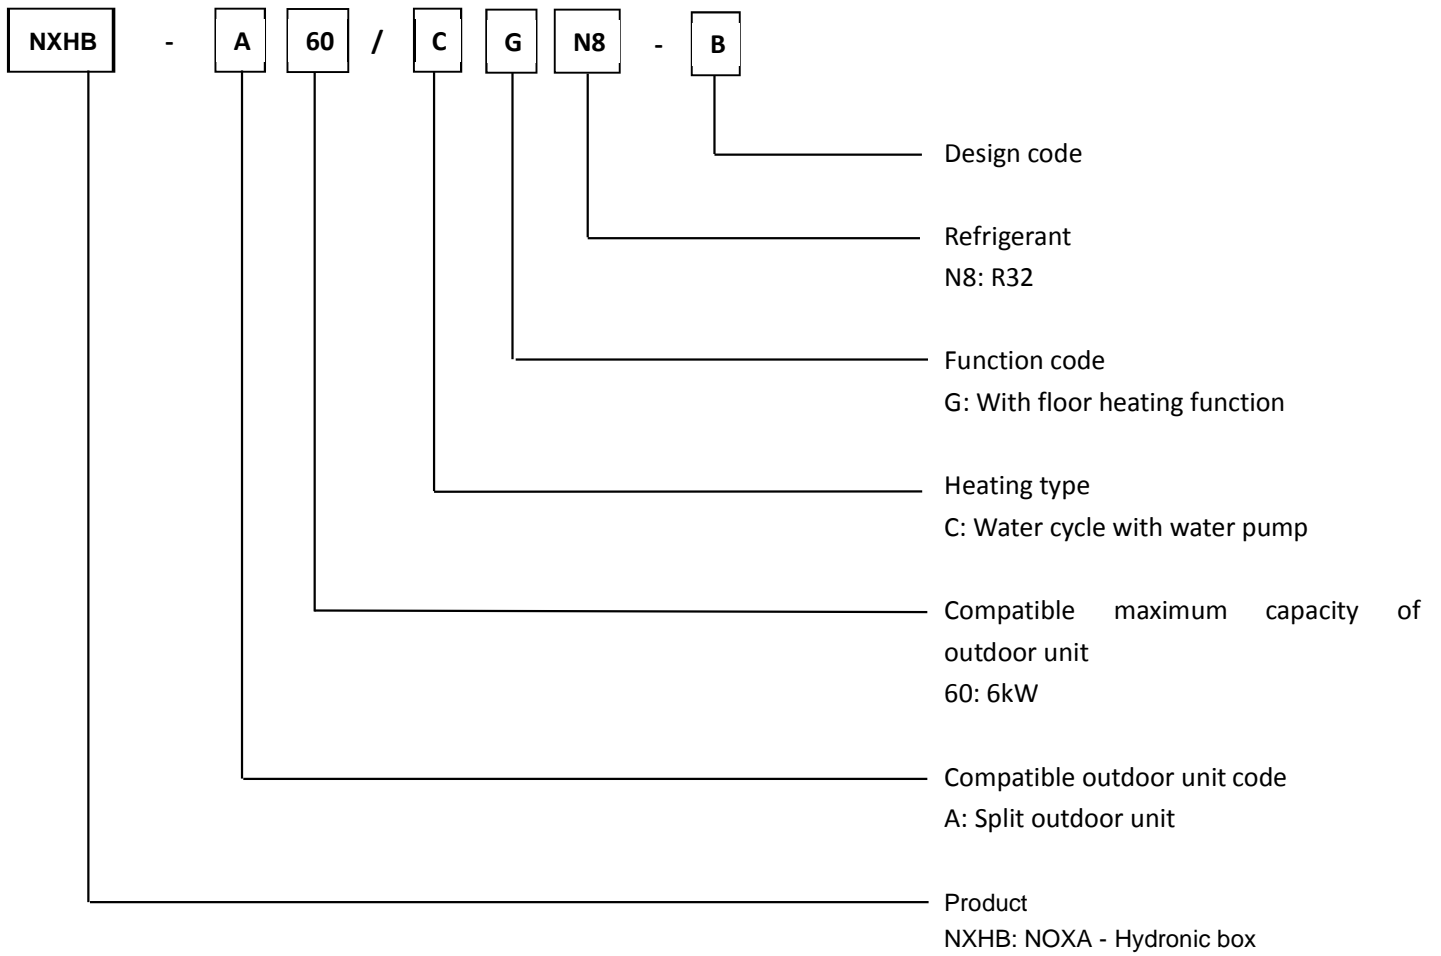 NXHB - A 60 / C G N8 - B
Design code
Refrigerant
N8: R32
Function code
G: With floor heating function
Heating type
C: Water cycle with water pump
Compatible maximum capacity of
outdoor unit
60: 6kW
Compatible outdoor unit code
A: Split outdoor unit
Product
NXHB: NOXA - Hydronic box